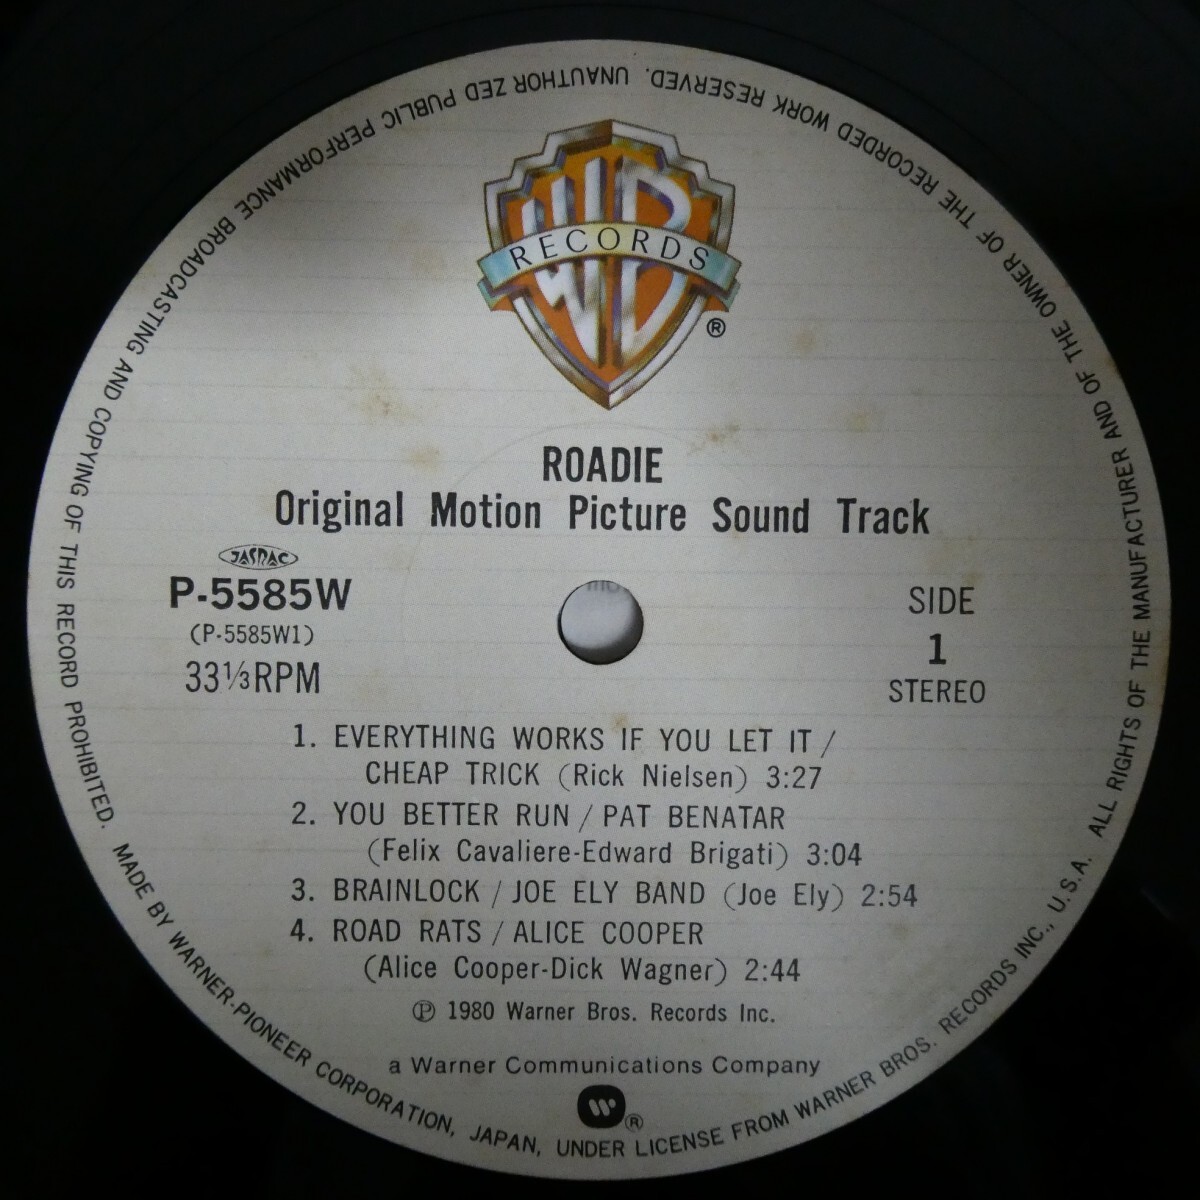 RECORDS
®
ROADIE
Original Motion Picture Sound Track
JASRAC
P-5585W
(P-5585W1)
33⅓RPM
SIDE
1
STEREO
1. EVERYTHING WORKS IF YOU LET IT /
CHEAP TRICK (Rick Nielsen) 3:27
2. YOU BETTER RUN / PAT BENATAR
(Felix Cavaliere-Edward Brigati) 3:04
3. BRAINLOCK / JOE ELY BAND (Joe Ely) 2:54
4. ROAD RATS / ALICE COOPER
(Alice Cooper-Dick Wagner) 2:44
Ⓟ 1980 Warner Bros. Records Inc.
a Warner Communications Company
®
MADE BY WARNER-PIONEER CORPORATION, JAPAN, UNDER LICENSE FROM WARNER BROS. RECORDS INC., U.S.A. ALL RIGHTS OF THE MANUFACTURER AND OF THE OWNER OF THE RECORDED WORK RESERVED. UNAUTHOR ZED PUBLIC PERFORMANCE BROADCASTING AND COPYING OF THIS RECORD PROHIBITED.